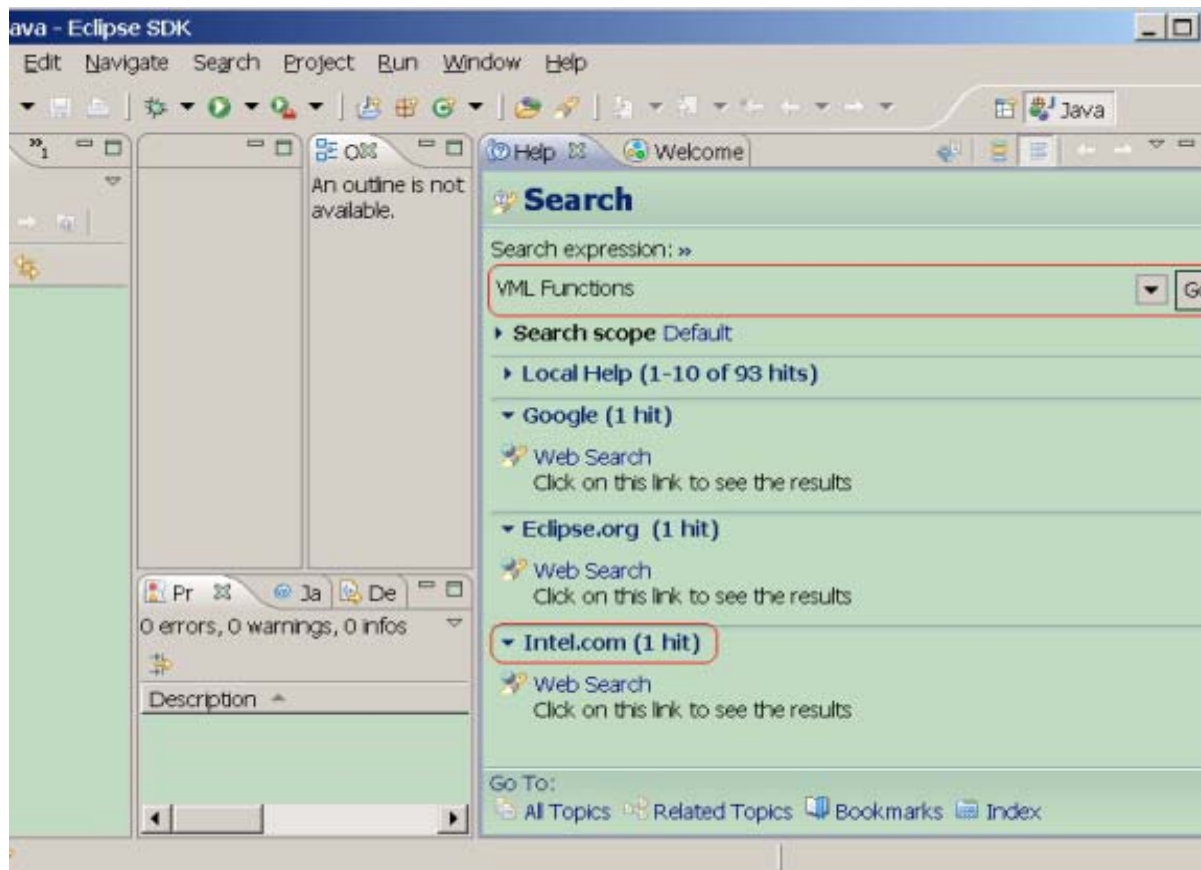 ava - Eclipse SDK
Edit Navigate Search Project Run Window Help
Java
»1
O
Help Welcome
An outline is not
available.
Search
Search expression: »
VML Functions
Search scope Default
Local Help (1-10 of 93 hits)
Google (1 hit)
Web Search
Click on this link to see the results
Eclipse.org (1 hit)
Web Search
Click on this link to see the results
Intel.com (1 hit)
Web Search
Click on this link to see the results
Go To:
All Topics Related Topics Bookmarks Index
Pr Ja De
0 errors, 0 warnings, 0 infos
Description